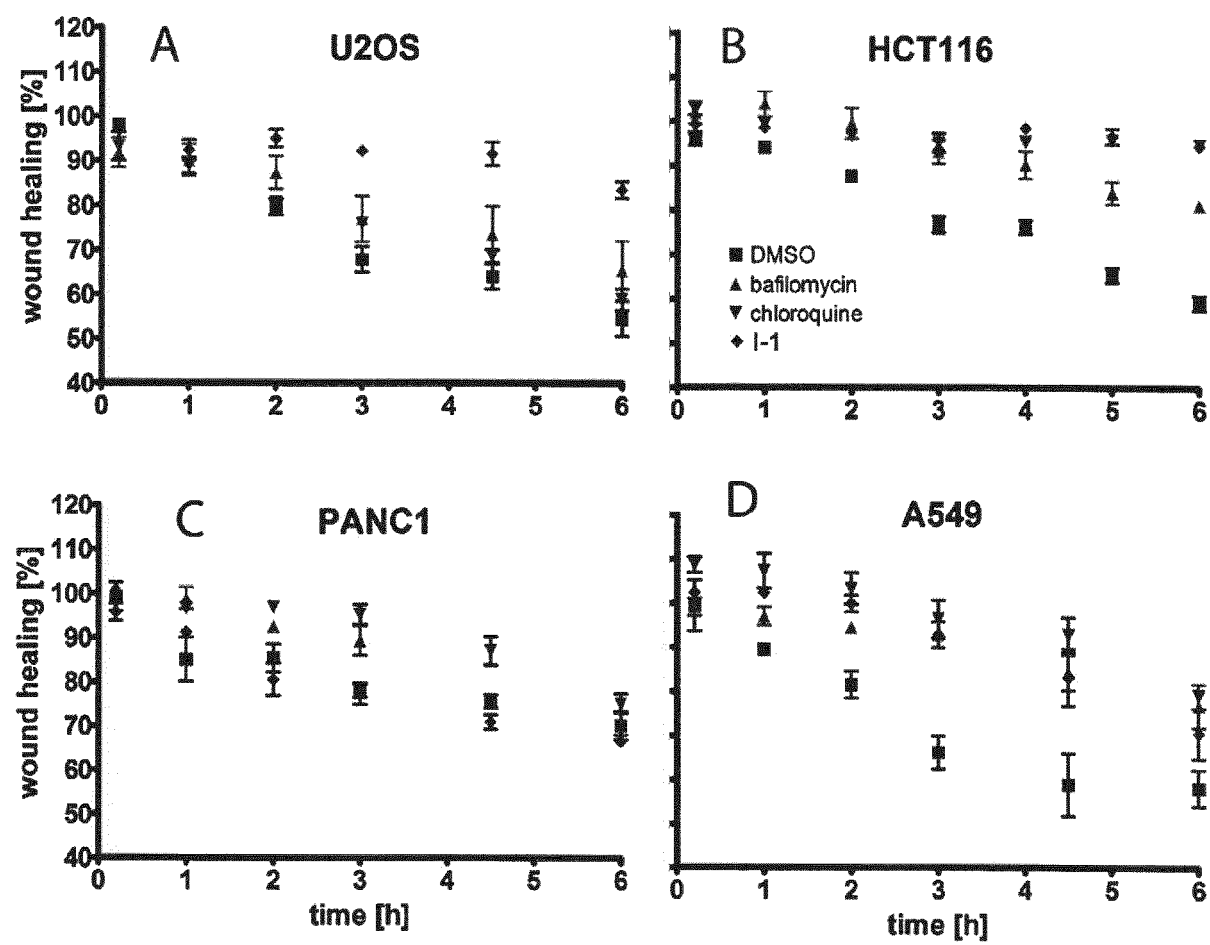 A U2OS
wound healing [%]
120
110
100
90
80
70
60
50
40
0 1 2 3 4 5 6
B HCT116
DMSO
bafilomycin
chloroquine
I-1
0 1 2 3 4 5 6
C PANC1
wound healing [%]
120
110
100
90
80
70
60
50
40
0 1 2 3 4 5 6
time [h]
D A549
0 1 2 3 4 5 6
time [h]